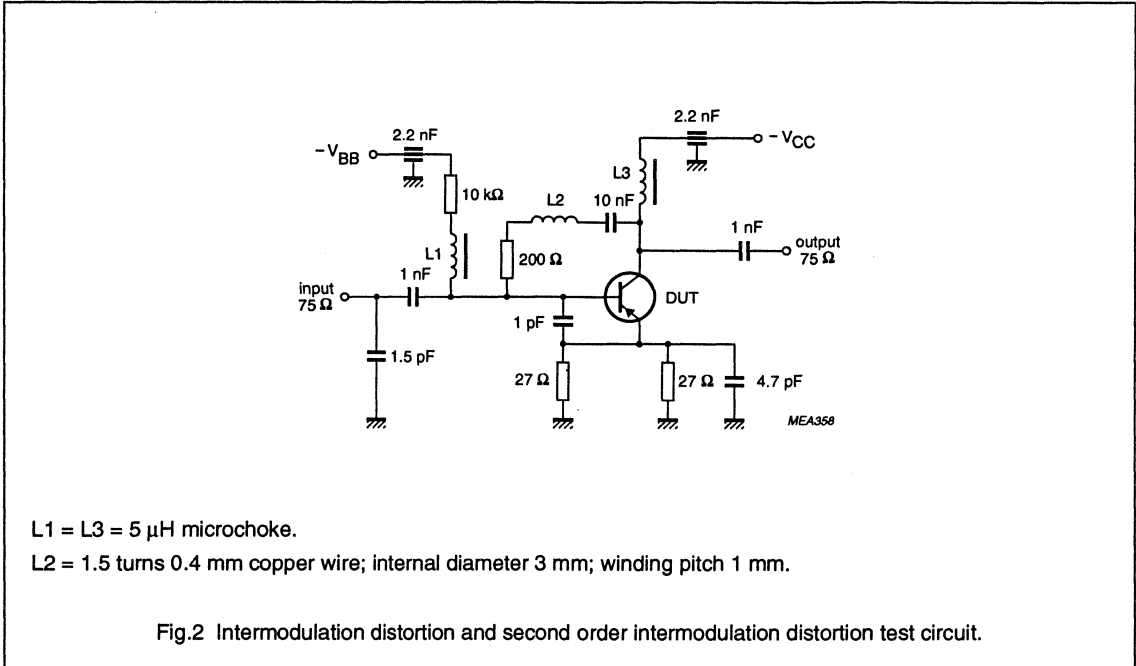 2.2 nF
2.2 nF
–VBB
– VCC
L3
10 kΩ
L2
10 nF
1 nF
output
75 Ω
L1
200 Ω
1 nF
input
75 Ω
DUT
1 pF
1.5 pF
27 Ω
27 Ω
4.7 pF
MEA358
L1 = L3 = 5 μH microchoke.
L2 = 1.5 turns 0.4 mm copper wire; internal diameter 3 mm; winding pitch 1 mm.
Fig.2 Intermodulation distortion and second order intermodulation distortion test circuit.